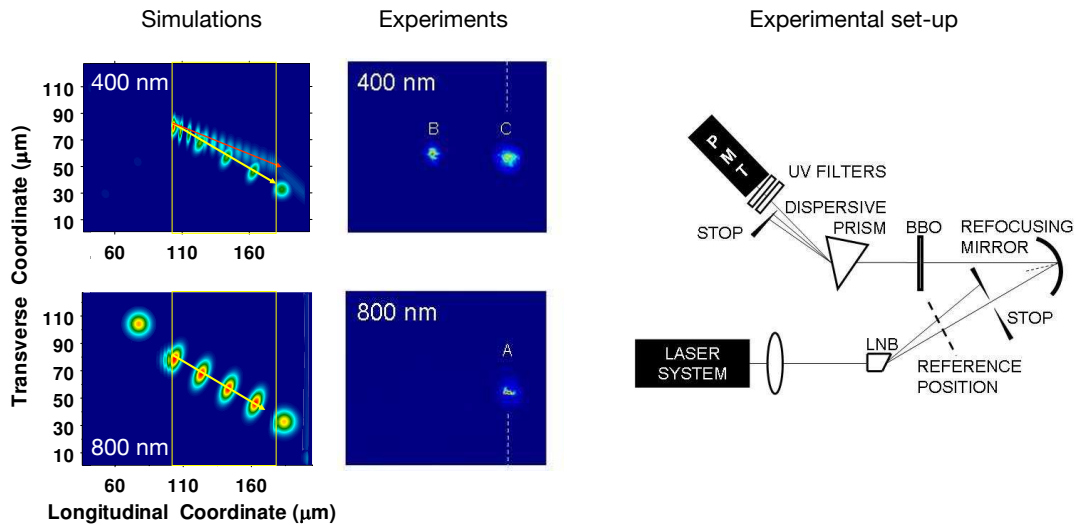 Simulations
Experiments
Experimental set-up
400 nm
110
90
70
50
30
10
60
110
160
400 nm
B
C
800 nm
110
90
70
50
30
10
60
110
160
800 nm
A
Transverse Coordinate (μm)
Longitudinal Coordinate (μm)
PMT
UV FILTERS
DISPERSIVE
PRISM
STOP
BBO
REFOCUSING
MIRROR
STOP
LNB
REFERENCE
POSITION
LASER
SYSTEM